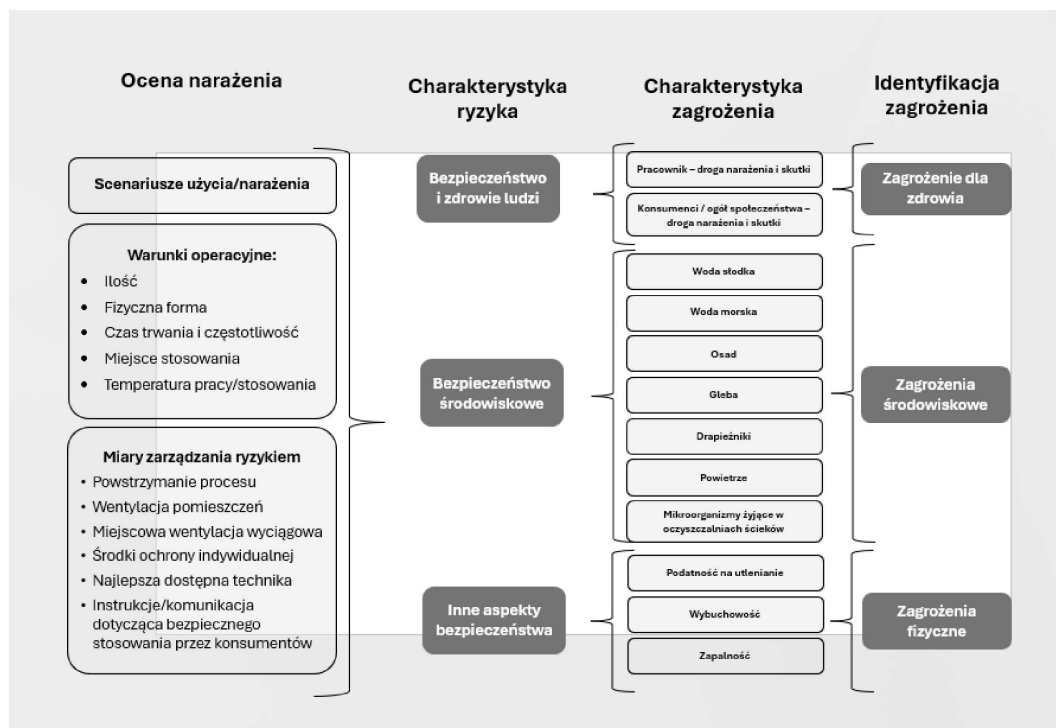 Ocena narażenia
Scenariusze użycia/narażenia
Warunki operacyjne:
• Ilość
• Fizyczna forma
• Czas trwania i częstotliwość
• Miejsce stosowania
• Temperatura pracy/stosowania
Miary zarządzania ryzykiem
• Powstrzymanie procesu
• Wentylacja pomieszczeń
• Miejscowa wentylacja wyciągowa
• Środki ochrony indywidualnej
• Najlepsza dostępna technika
• Instrukcje/komunikacja
dotycząca bezpiecznego
stosowania przez konsumentów
Charakterystyka
ryzyka
Bezpieczeństwo
i zdrowie ludzi
Bezpieczeństwo
środowiskowe
Inne aspekty
bezpieczeństwa
Charakterystyka
zagrożenia
Pracownik – droga narażenia i skutki
Konsumenci / ogół społeczeństwa –
droga narażenia i skutki
Woda słodka
Woda morska
Osad
Gleba
Drapieżniki
Powietrze
Mikroorganizmy żyjące w
oczyszczalniach ścieków
Podatność na utlenianie
Wybuchowość
Zapalność
Identyfikacja
zagrożenia
Zagrożenie dla
zdrowia
Zagrożenia
środowiskowe
Zagrożenia
fizyczne